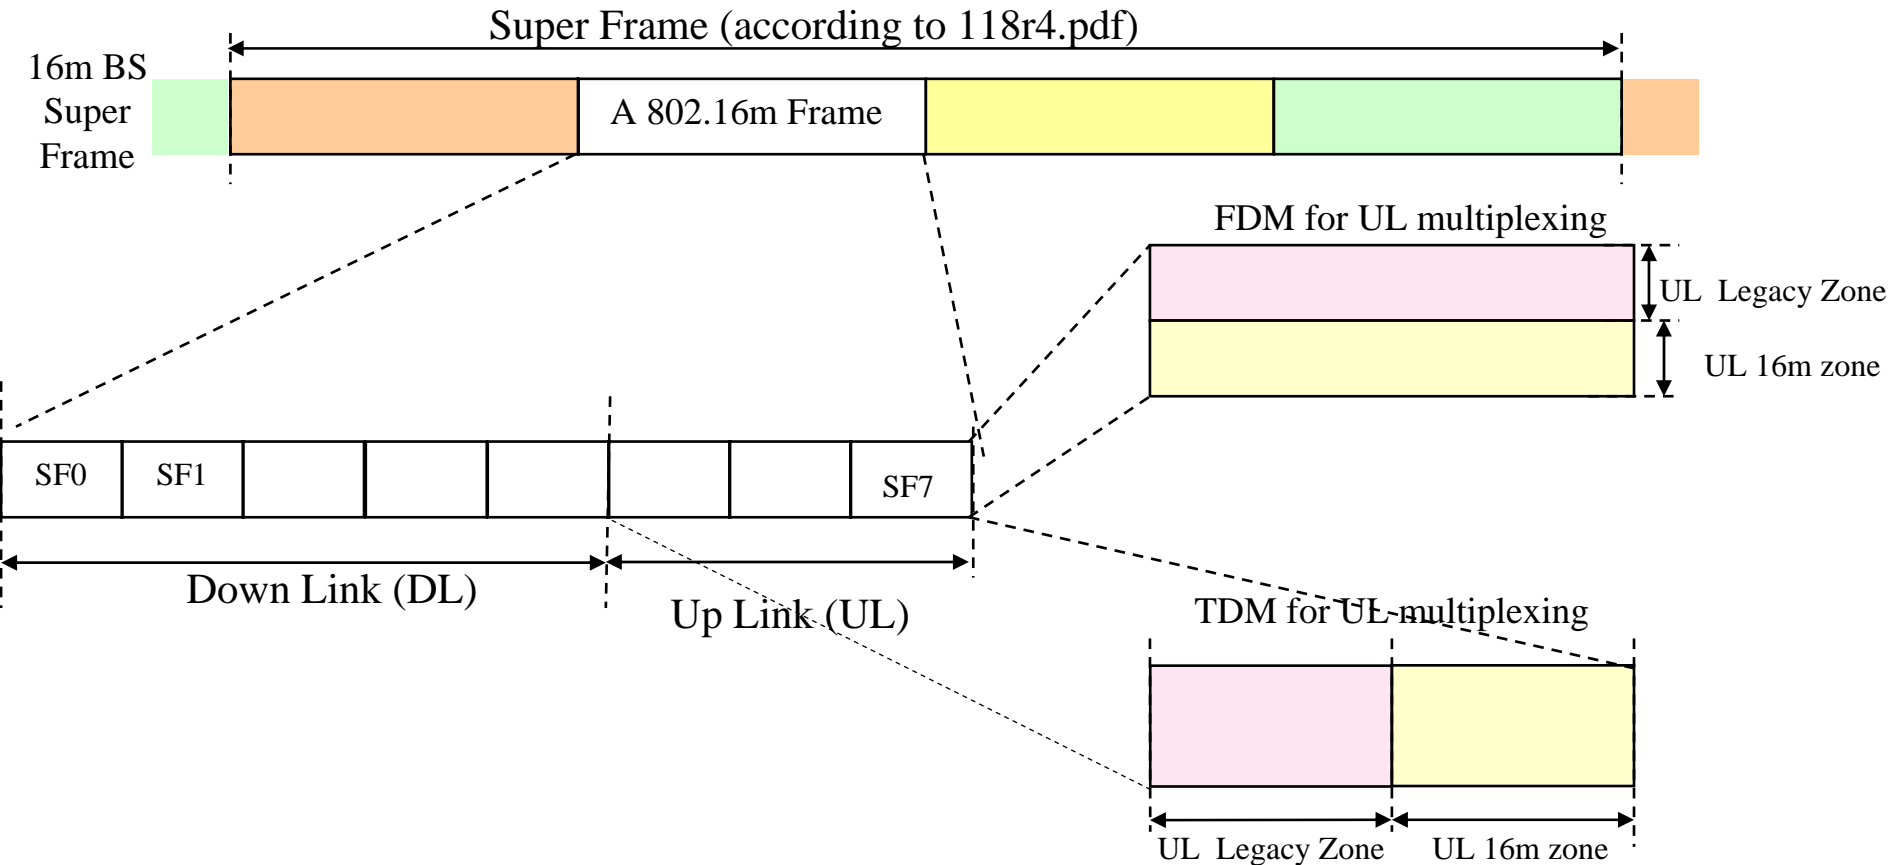 Super Frame (according to 118r4.pdf)
16m BS
Super
Frame
A 802.16m Frame
FDM for UL multiplexing
UL Legacy Zone
UL 16m zone
SF0 SF1 SF7
Down Link (DL)
Up Link (UL)
TDM for UL multiplexing
UL Legacy Zone UL 16m zone